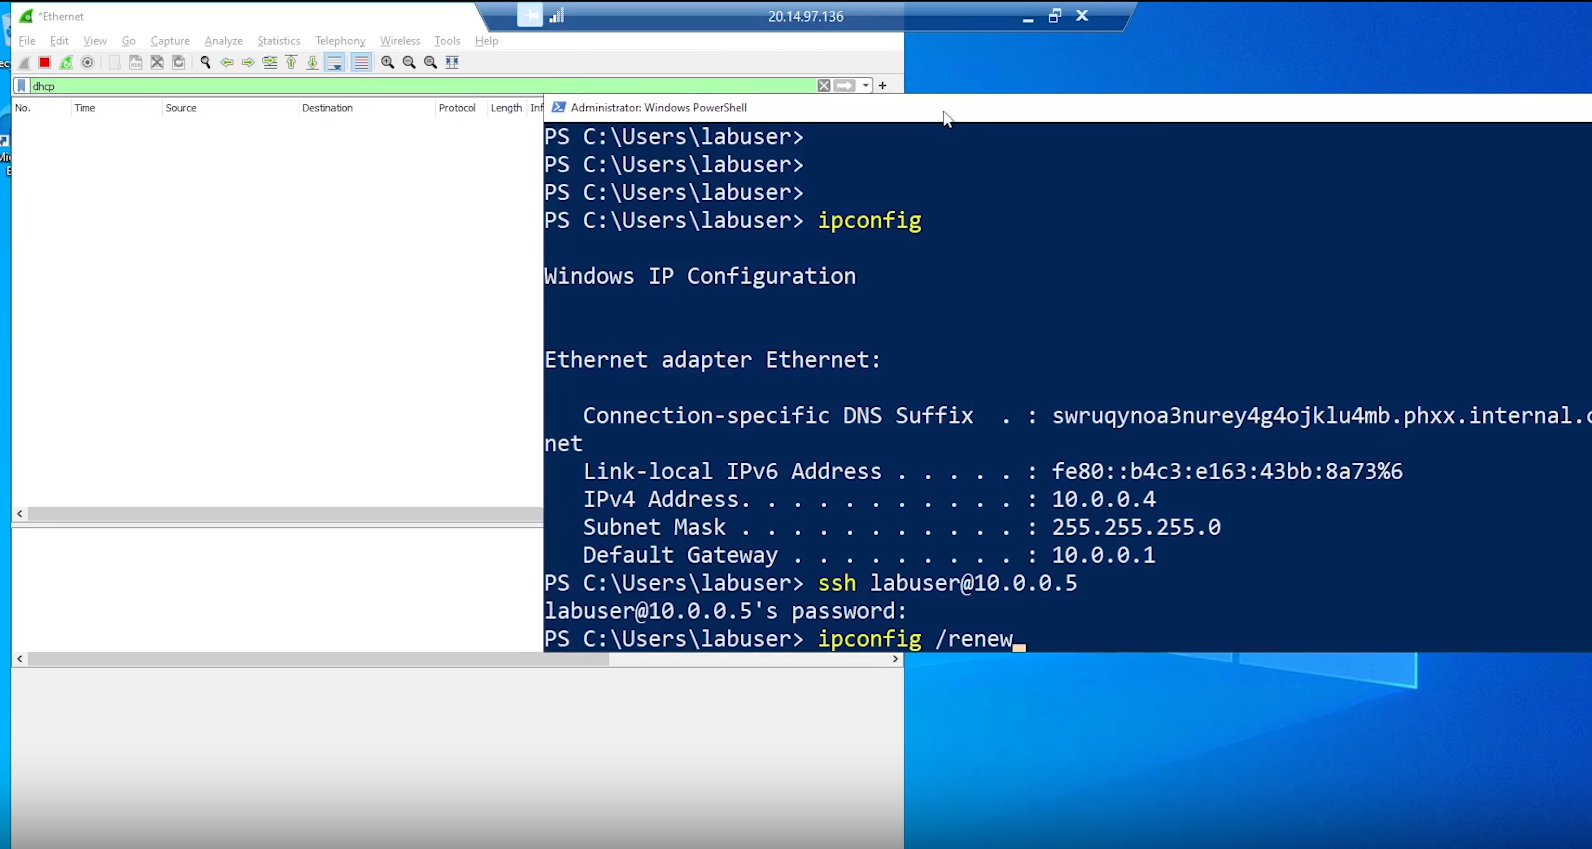 *Ethernet
20.14.97.136
File Edit View Go Capture Analyze Statistics Telephony Wireless Tools Help
dhcp
No. Time Source Destination Protocol Length Inf
Administrator: Windows PowerShell
PS C:\Users\labuser>
PS C:\Users\labuser>
PS C:\Users\labuser>
PS C:\Users\labuser> ipconfig
Windows IP Configuration
Ethernet adapter Ethernet:
Connection-specific DNS Suffix . : swruqynoa3nurey4g4ojklu4mb.phxx.internal.c
net
Link-local IPv6 Address . . . . . : fe80::b4c3:e163:43bb:8a73%6
IPv4 Address. . . . . . . . . . . : 10.0.0.4
Subnet Mask . . . . . . . . . . . : 255.255.255.0
Default Gateway . . . . . . . . . : 10.0.0.1
PS C:\Users\labuser> ssh labuser@10.0.0.5
labuser@10.0.0.5's password:
PS C:\Users\labuser> ipconfig /renew_